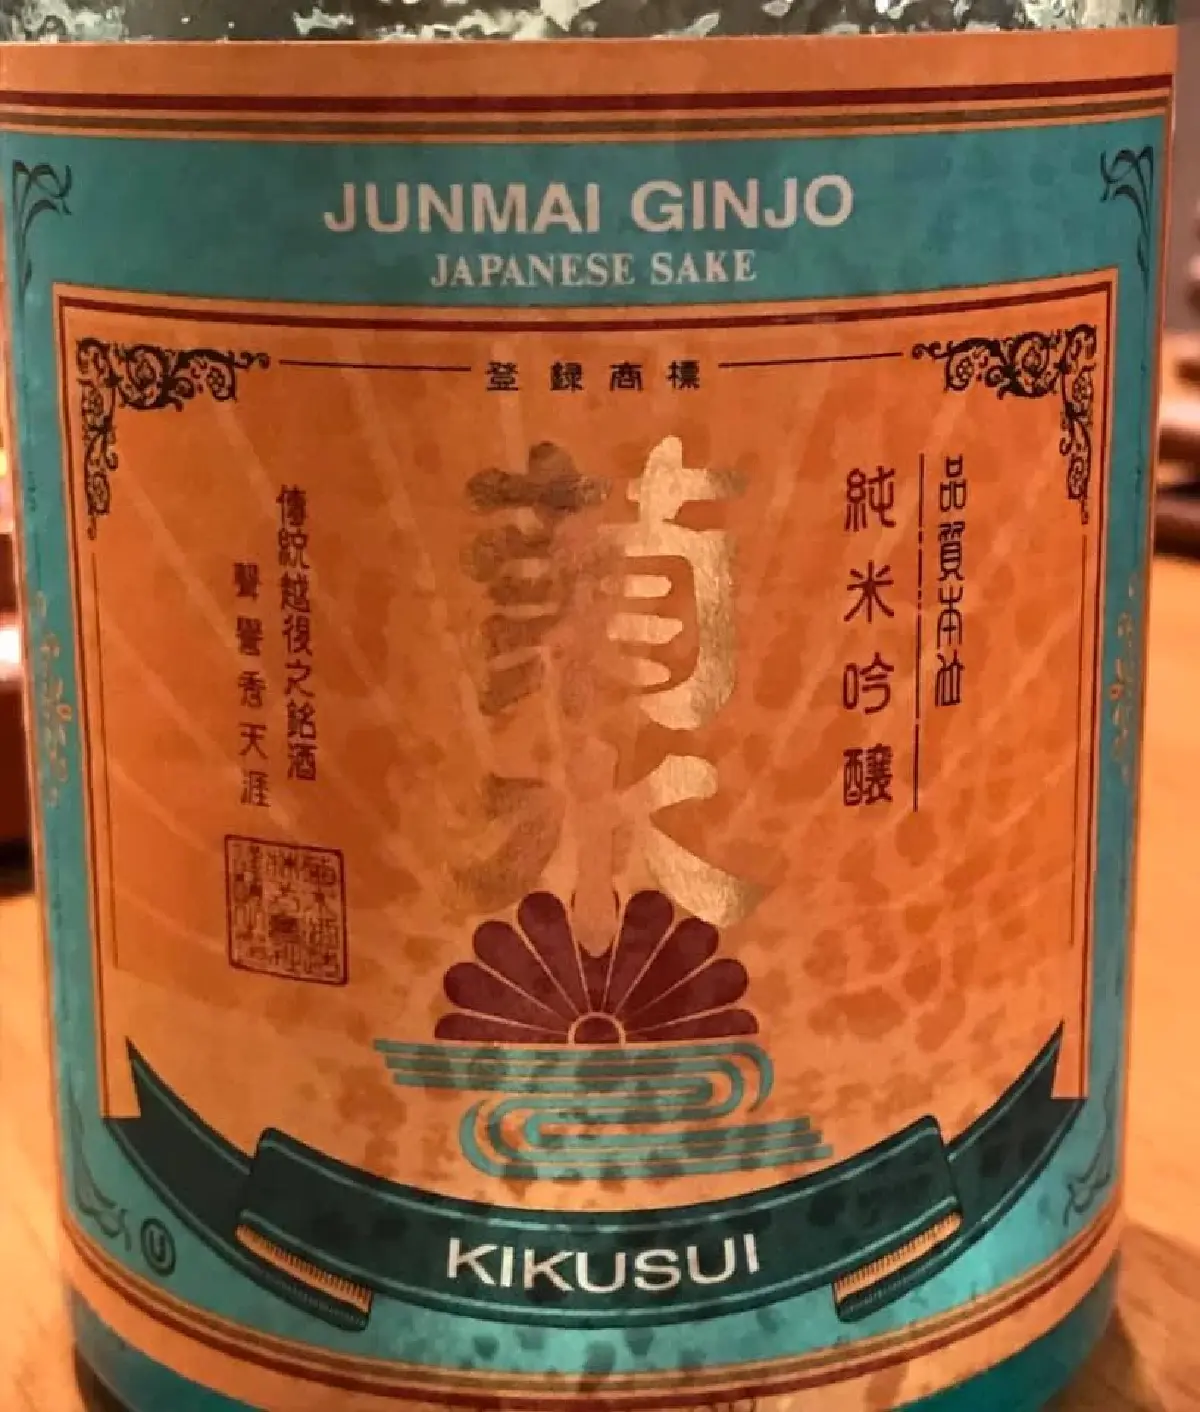 JUNMAI GINJO
JAPANESE SAKE
登録商標
品質本位
純米吟醸
菊水
傳統越後之銘酒
聲譽秀天涯
KIKUSUI
U